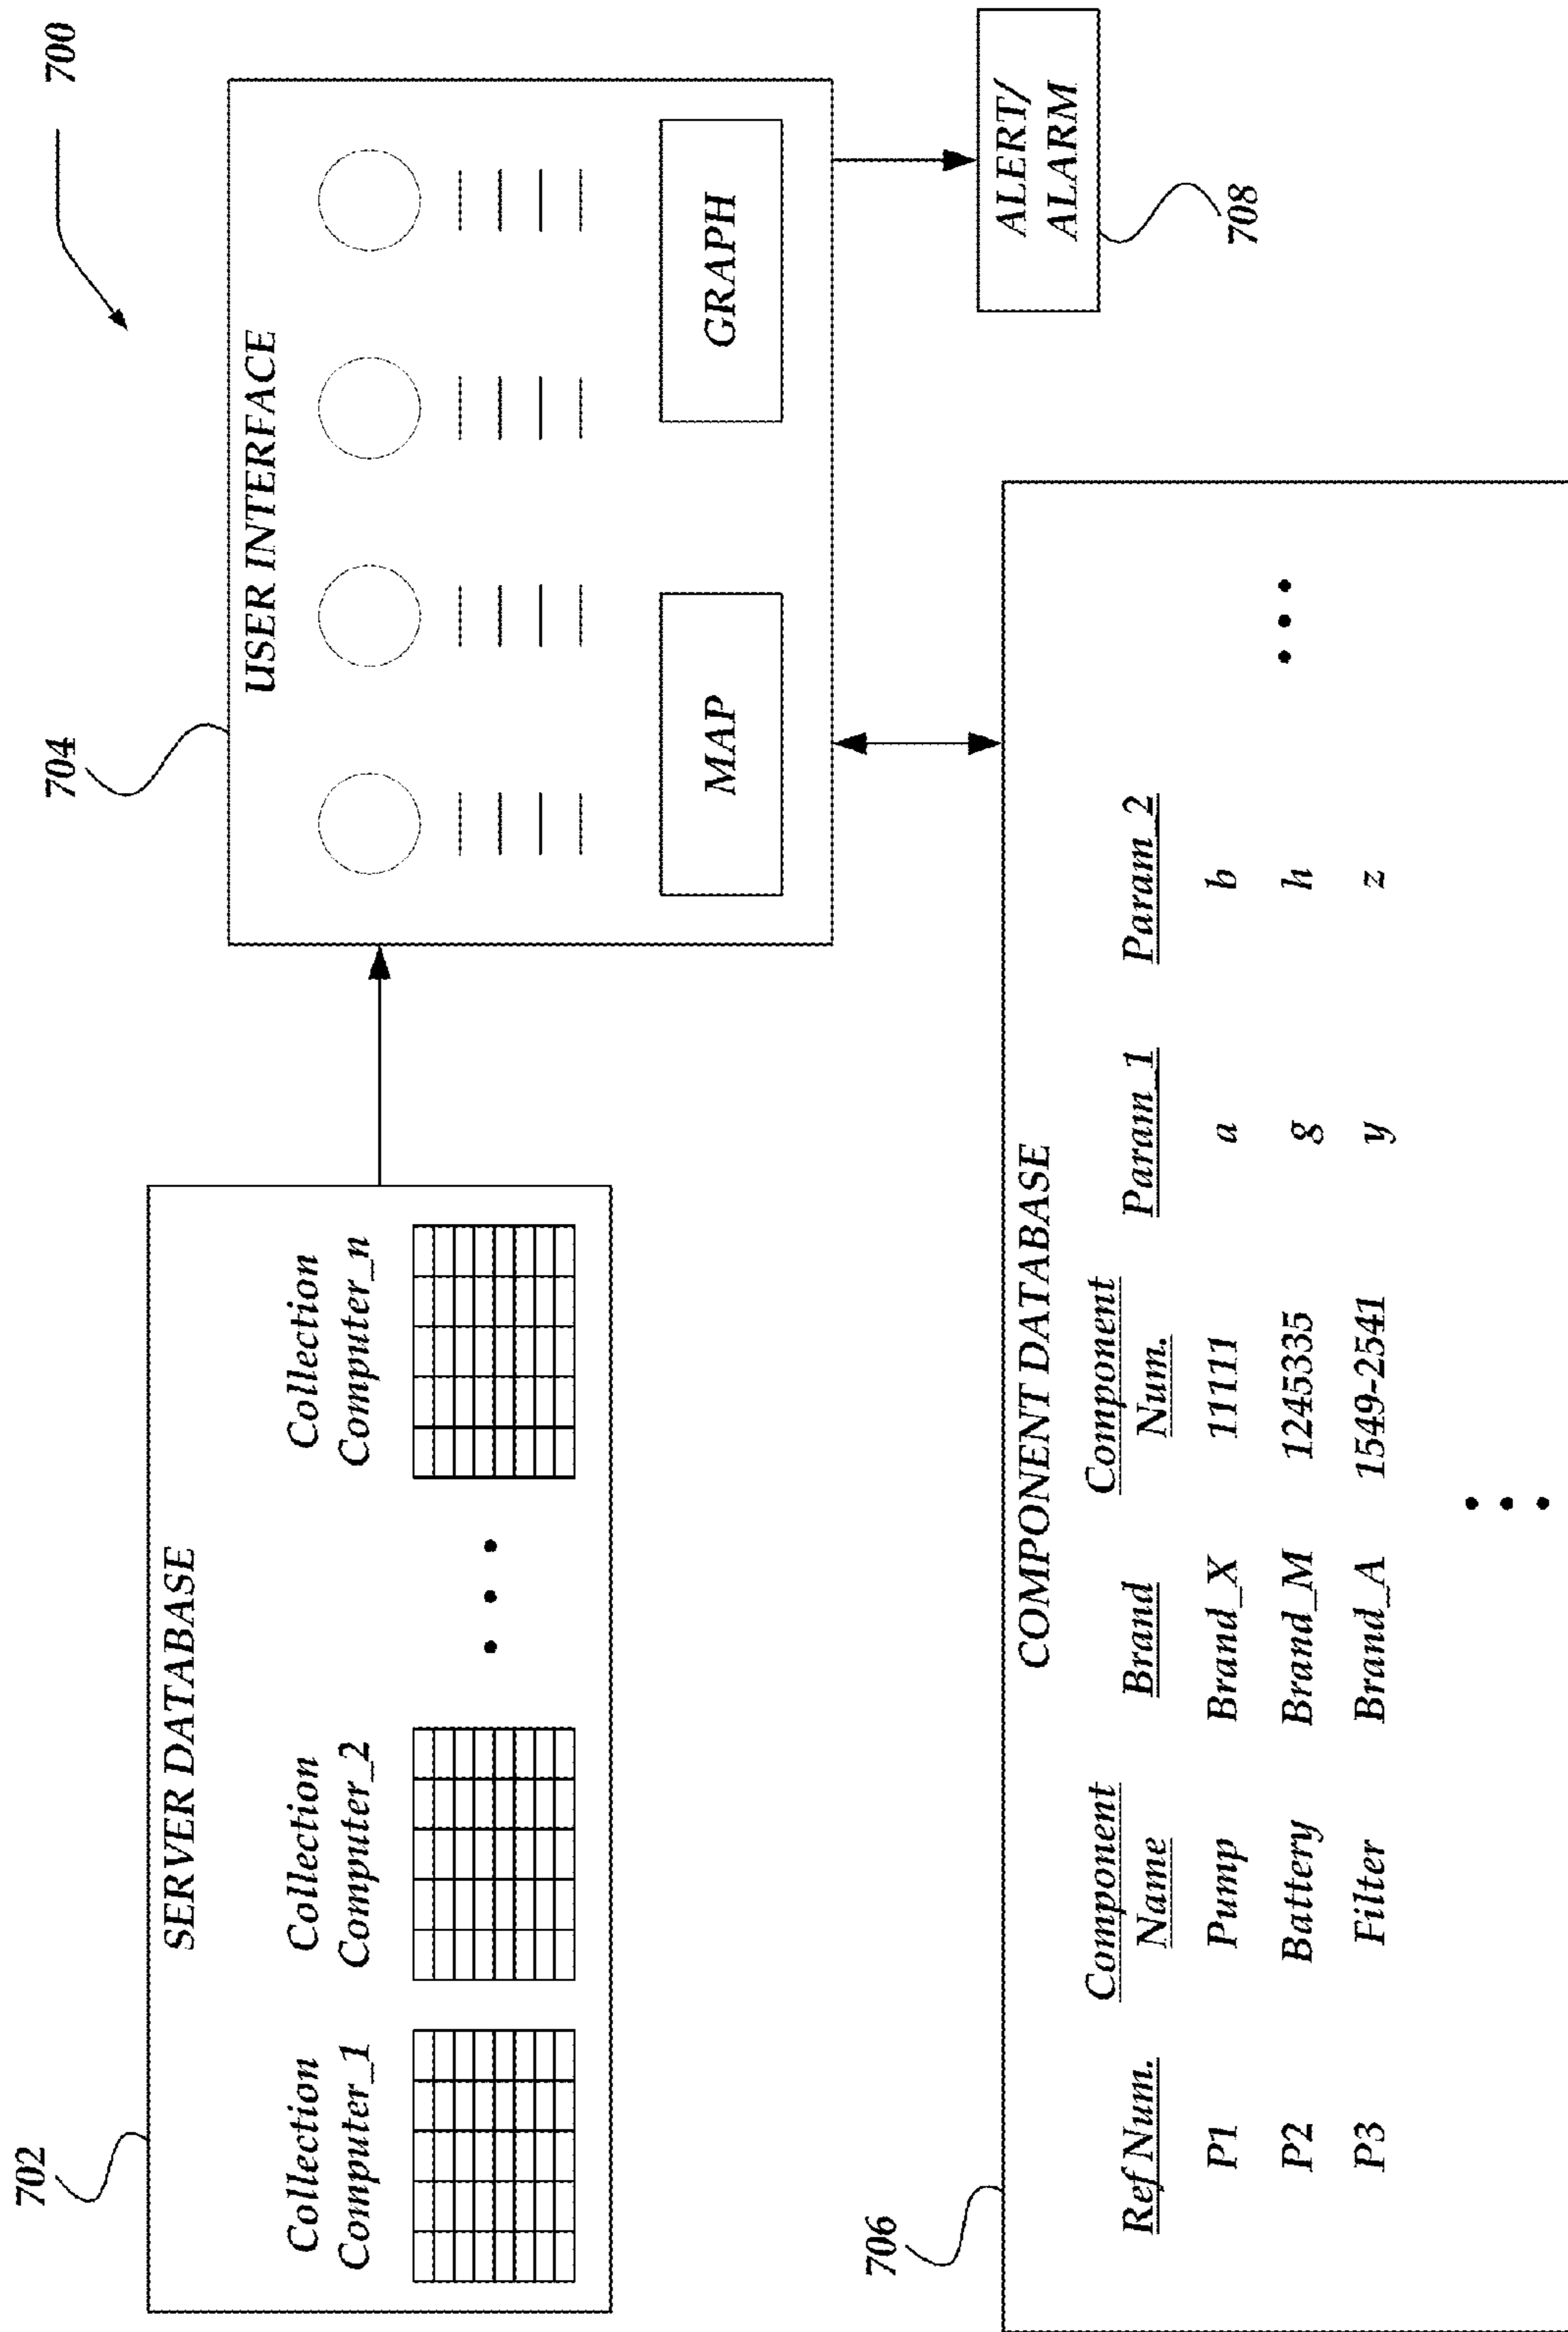 700
702
SERVER DATABASE
Collection
Computer_1
Collection
Computer_2
Collection
Computer_n
704
USER INTERFACE
MAP
GRAPH
ALERT/
ALARM
708
706
COMPONENT DATABASE
Ref Num. Component Name Brand Component Num. Param_1 Param_2
P1 Pump Brand_X 11111 a b
P2 Battery Brand_M 1245335 g h
P3 Filter Brand_A 1549-2541 y z